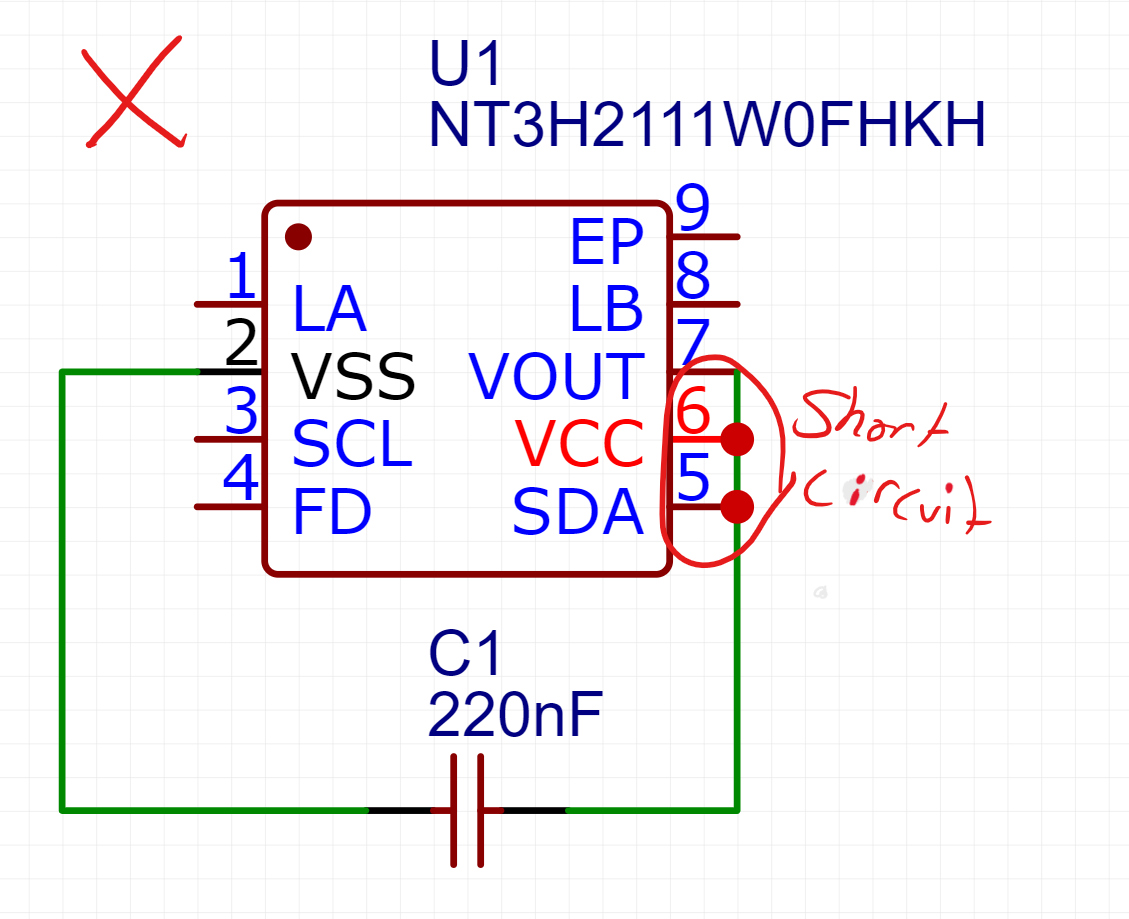 U1
NT3H2111W0FHKH
9
EP
8
1
LA
LB
7
2
VSS
VOUT
6
3
SCL
VCC
5
4
FD
SDA
Short
Circuit
C1
220nF